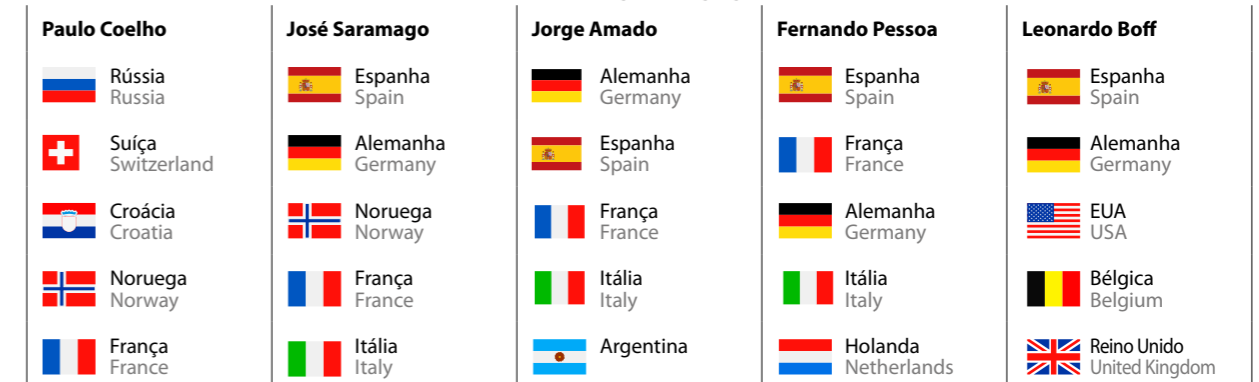 Paulo Coelho
Rússia
Russia
Suíça
Switzerland
Croácia
Croatia
Noruega
Norway
França
France
José Saramago
Espanha
Spain
Alemanha
Germany
Noruega
Norway
França
France
Itália
Italy
Jorge Amado
Alemanha
Germany
Espanha
Spain
França
France
Itália
Italy
Argentina
Fernando Pessoa
Espanha
Spain
França
France
Alemanha
Germany
Itália
Italy
Holanda
Netherlands
Leonardo Boff
Espanha
Spain
Alemanha
Germany
EUA
USA
Bélgica
Belgium
Reino Unido
United Kingdom